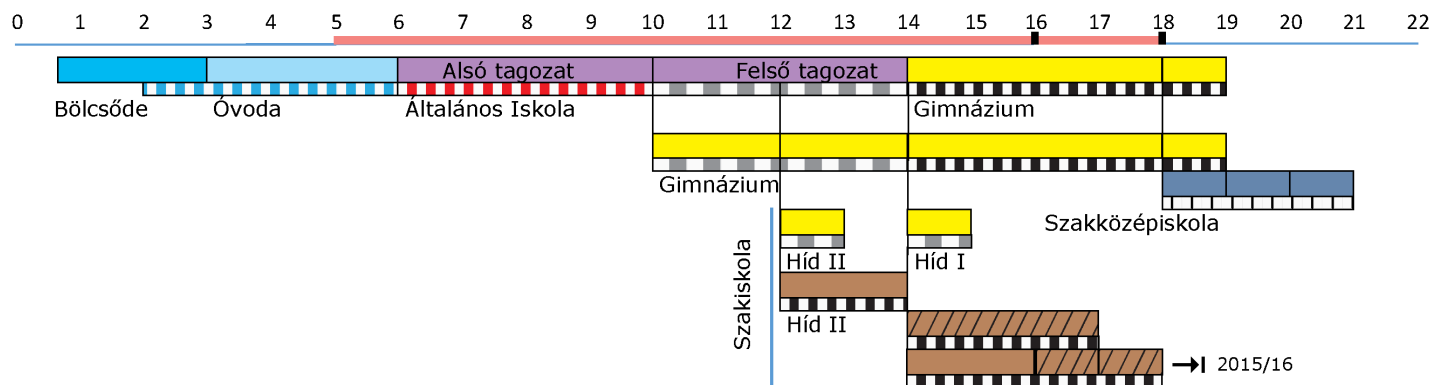 0 1 2 3 4 5 6 7 8 9 10 11 12 13 14 15 16 17 18 19 20 21 22
Alsó tagozat Felső tagozat
Bölcsőde Óvoda Általános Iskola Gimnázium
Gimnázium
Szakközépiskola
Szakiskola
Híd II Híd I
Híd II
2015/16